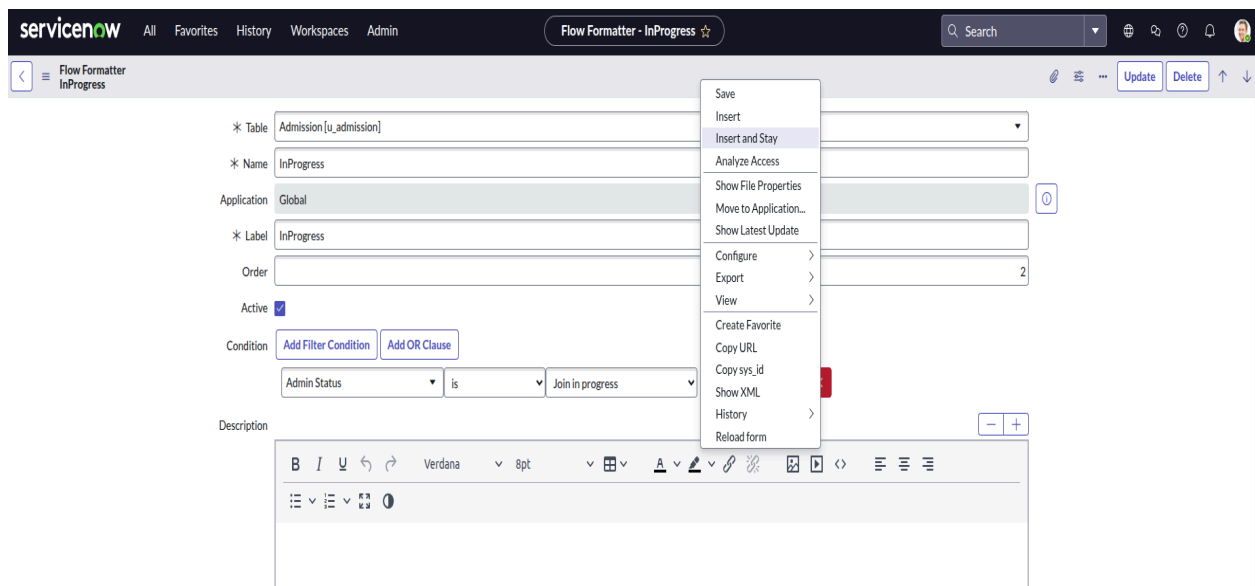 servicenow All Favorites History Workspaces Admin Flow Formatter - InProgress Search
Flow Formatter
InProgress
Update Delete
Table Admission [u_admission]
Name InProgress
Application Global
Label InProgress
Order 2
Active
Condition Add Filter Condition Add OR Clause
Admin Status is Join in progress
Description
B I U Verdana 8pt A
Save
Insert
Insert and Stay
Analyze Access
Show File Properties
Move to Application...
Show Latest Update
Configure
Export
View
Create Favorite
Copy URL
Copy sys_id
Show XML
History
Reload form